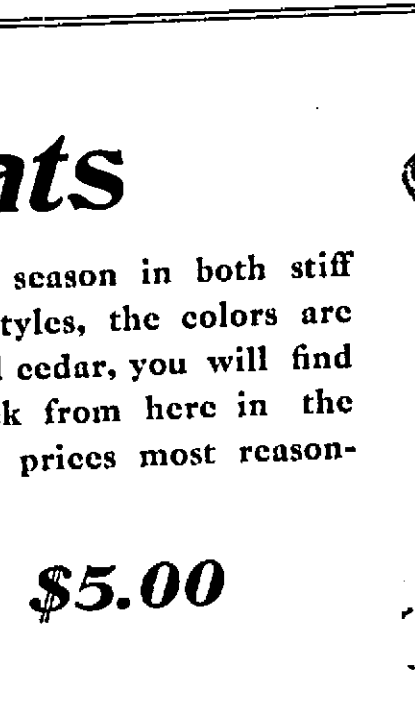 ats
season in both stiff
tyles, the colors are
l cedar, you will find
k from here in the
prices most reason-
$5.00